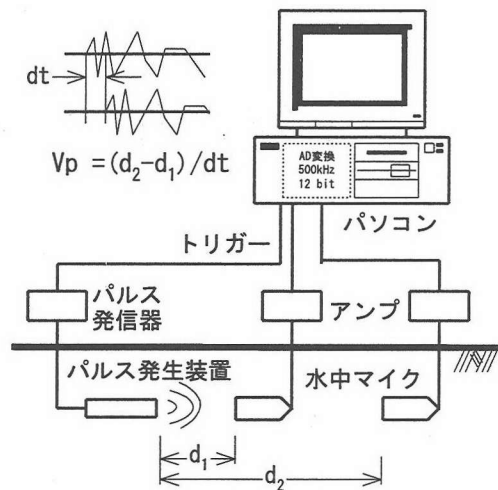 dt
Vp =(d₂-d₁)/dt
AD変換
500kHz
12 bit
パソコン
トリガー
パルス
発信器
アンプ
パルス発生装置
水中マイク
d₁
d₂